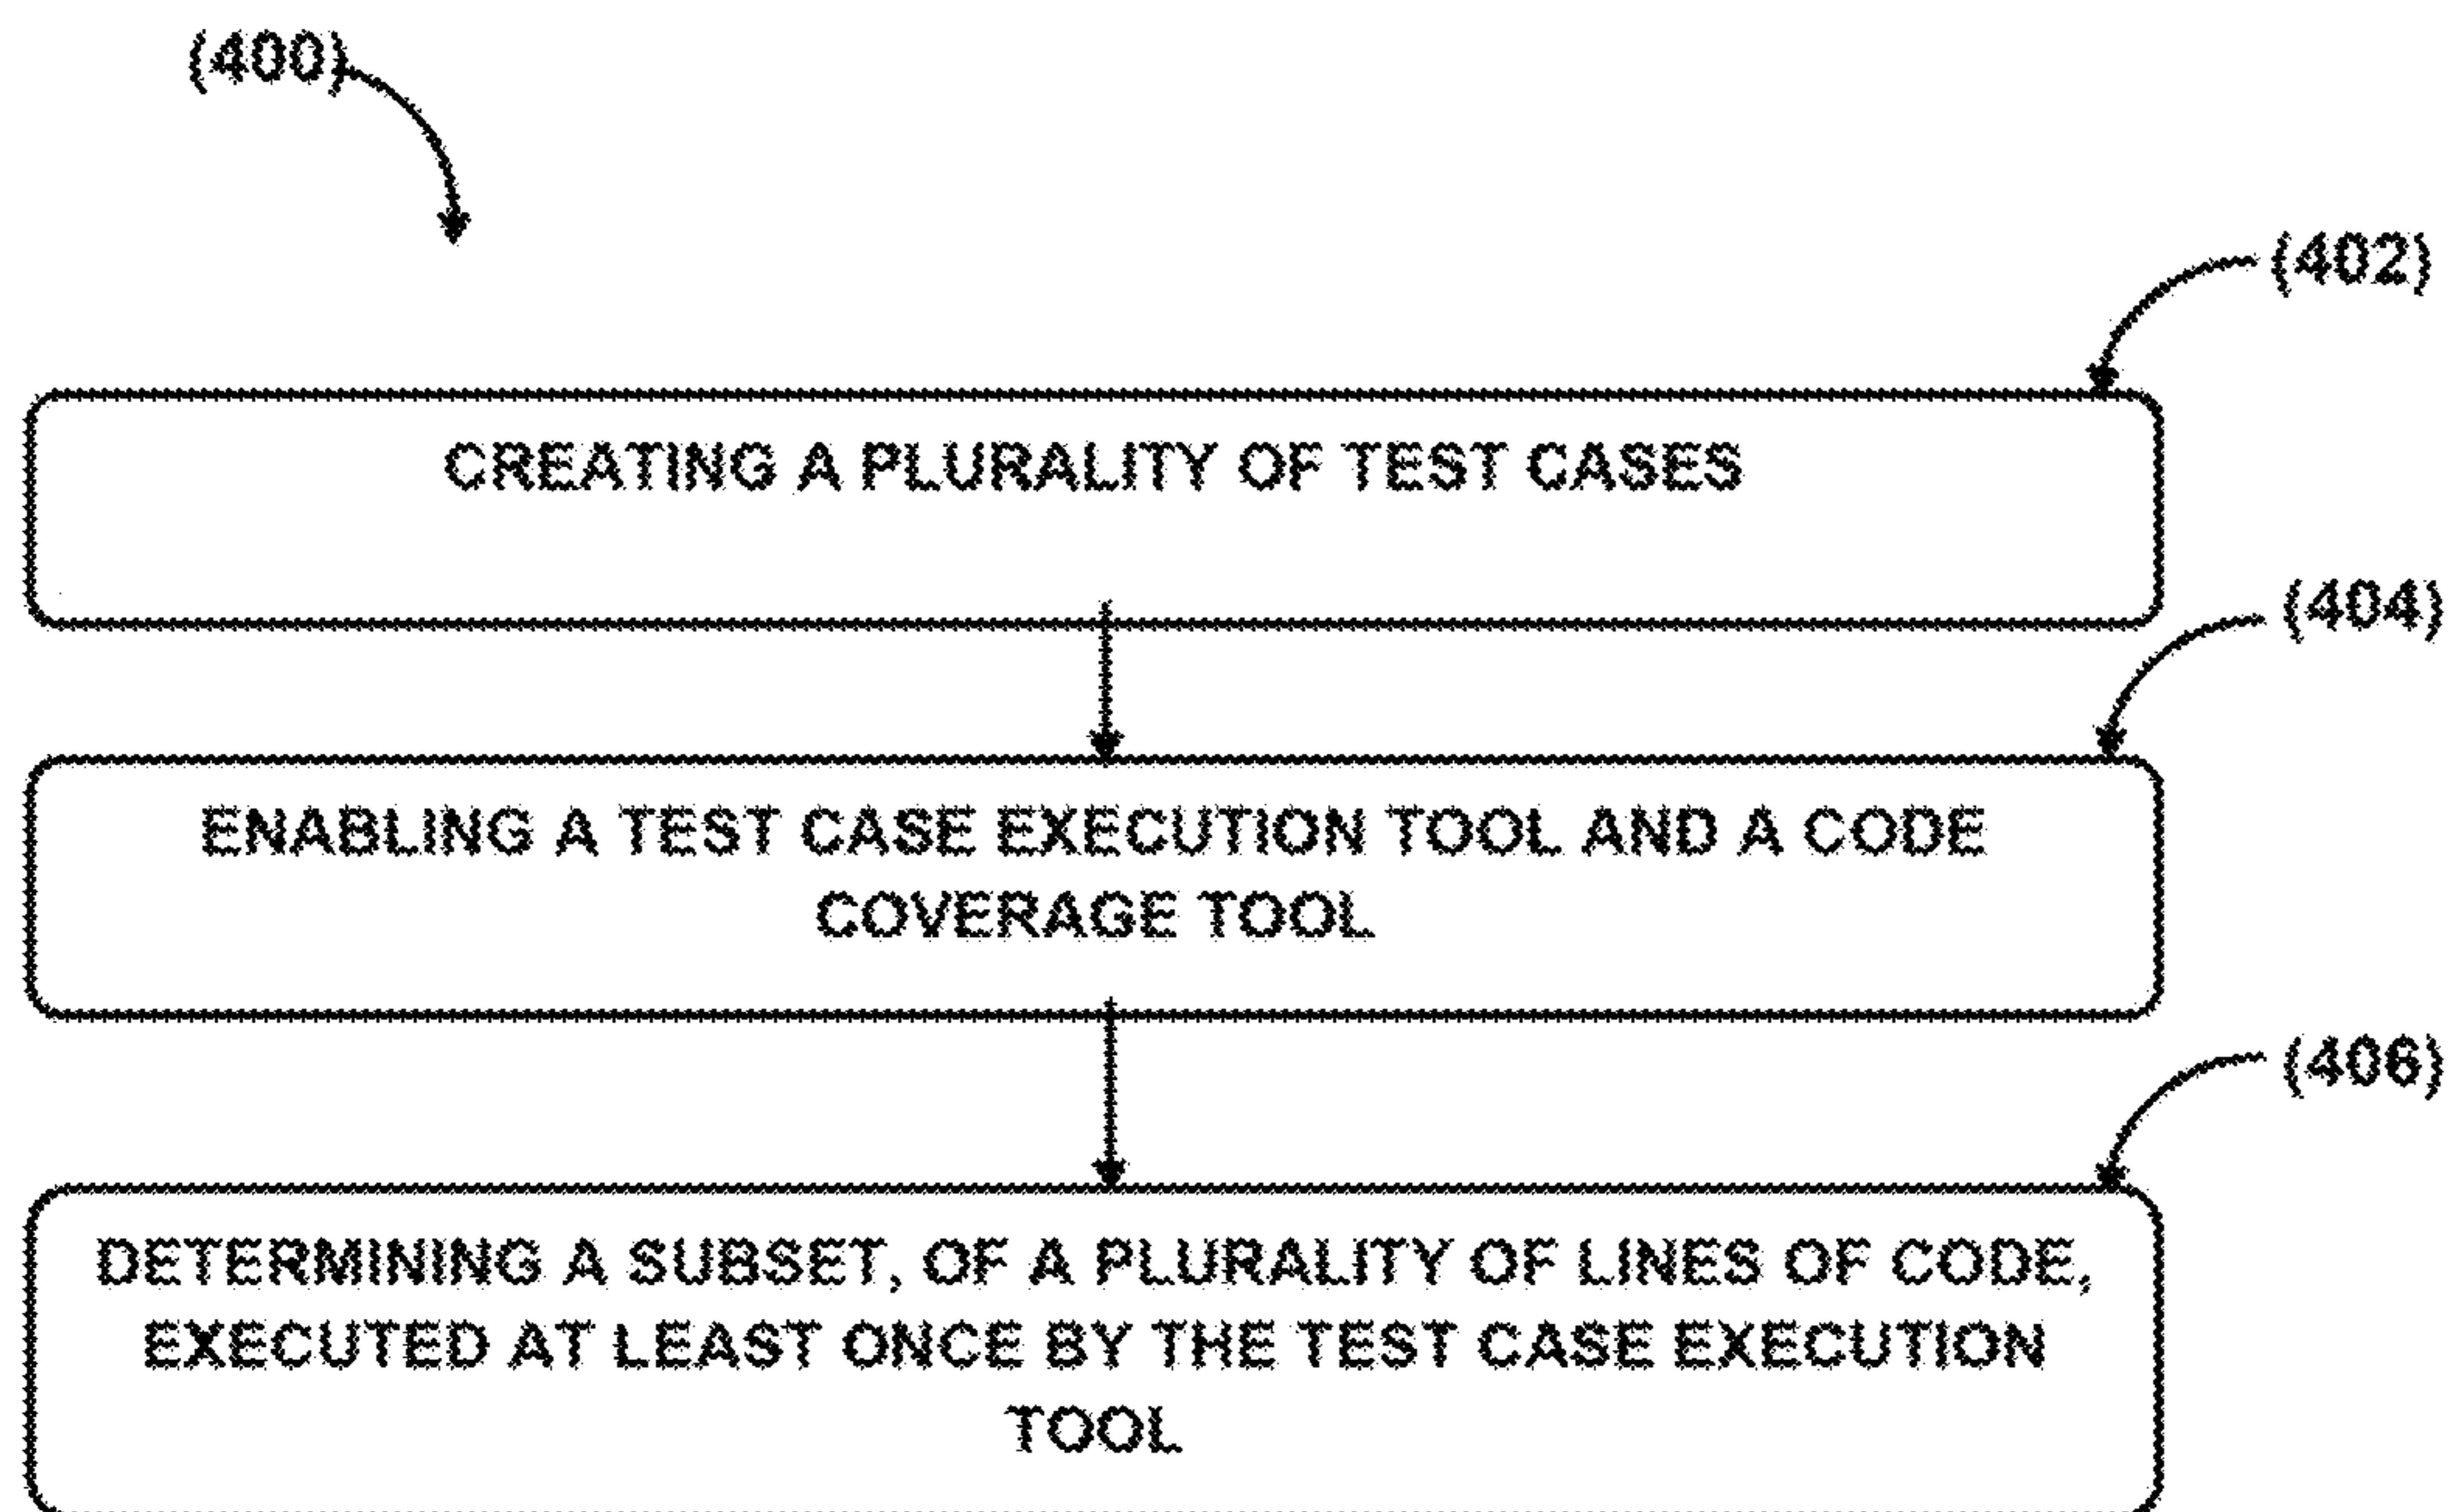 (400)
(402)
CREATING A PLURALITY OF TEST CASES
(404)
ENABLING A TEST CASE EXECUTION TOOL AND A CODE
COVERAGE TOOL
(406)
DETERMINING A SUBSET, OF A PLURALITY OF LINES OF CODE,
EXECUTED AT LEAST ONCE BY THE TEST CASE EXECUTION
TOOL